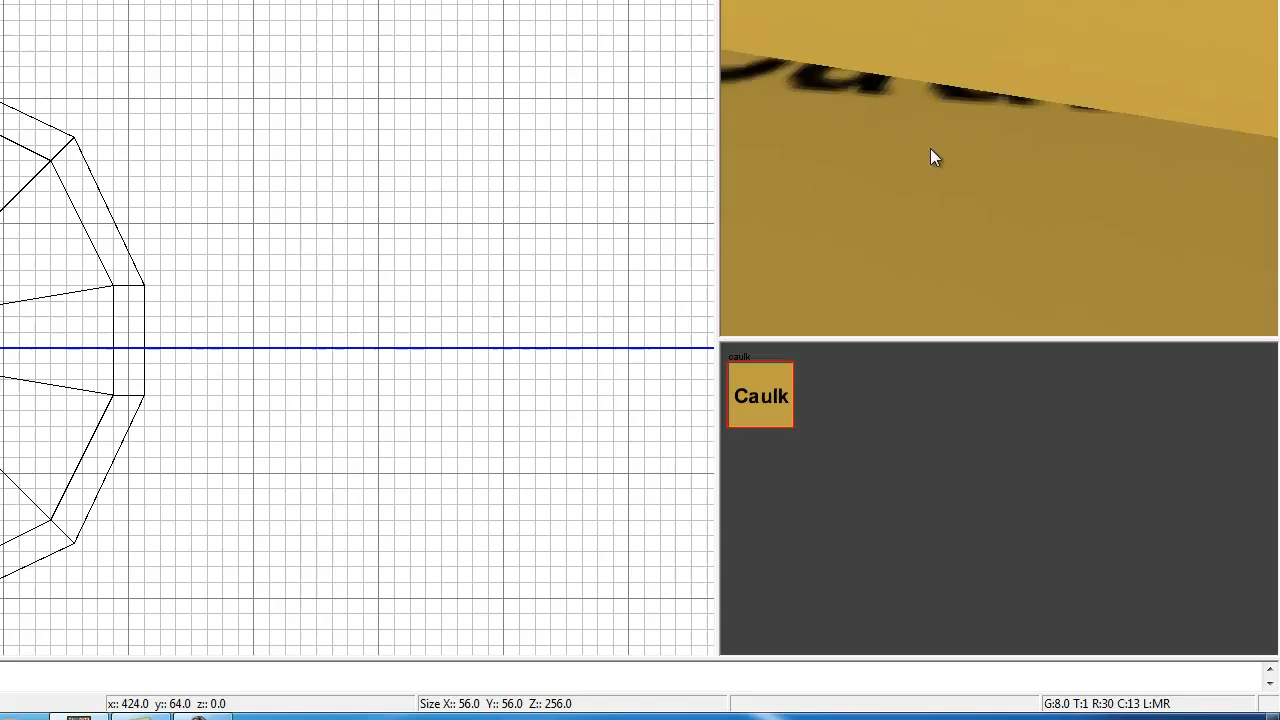 caulk
Caulk
x:: 424.0 y:: 64.0 z:: 0.0
Size X:: 56.0 Y:: 56.0 Z:: 256.0
G:8.0 T:1 R:30 C:13 L:MR